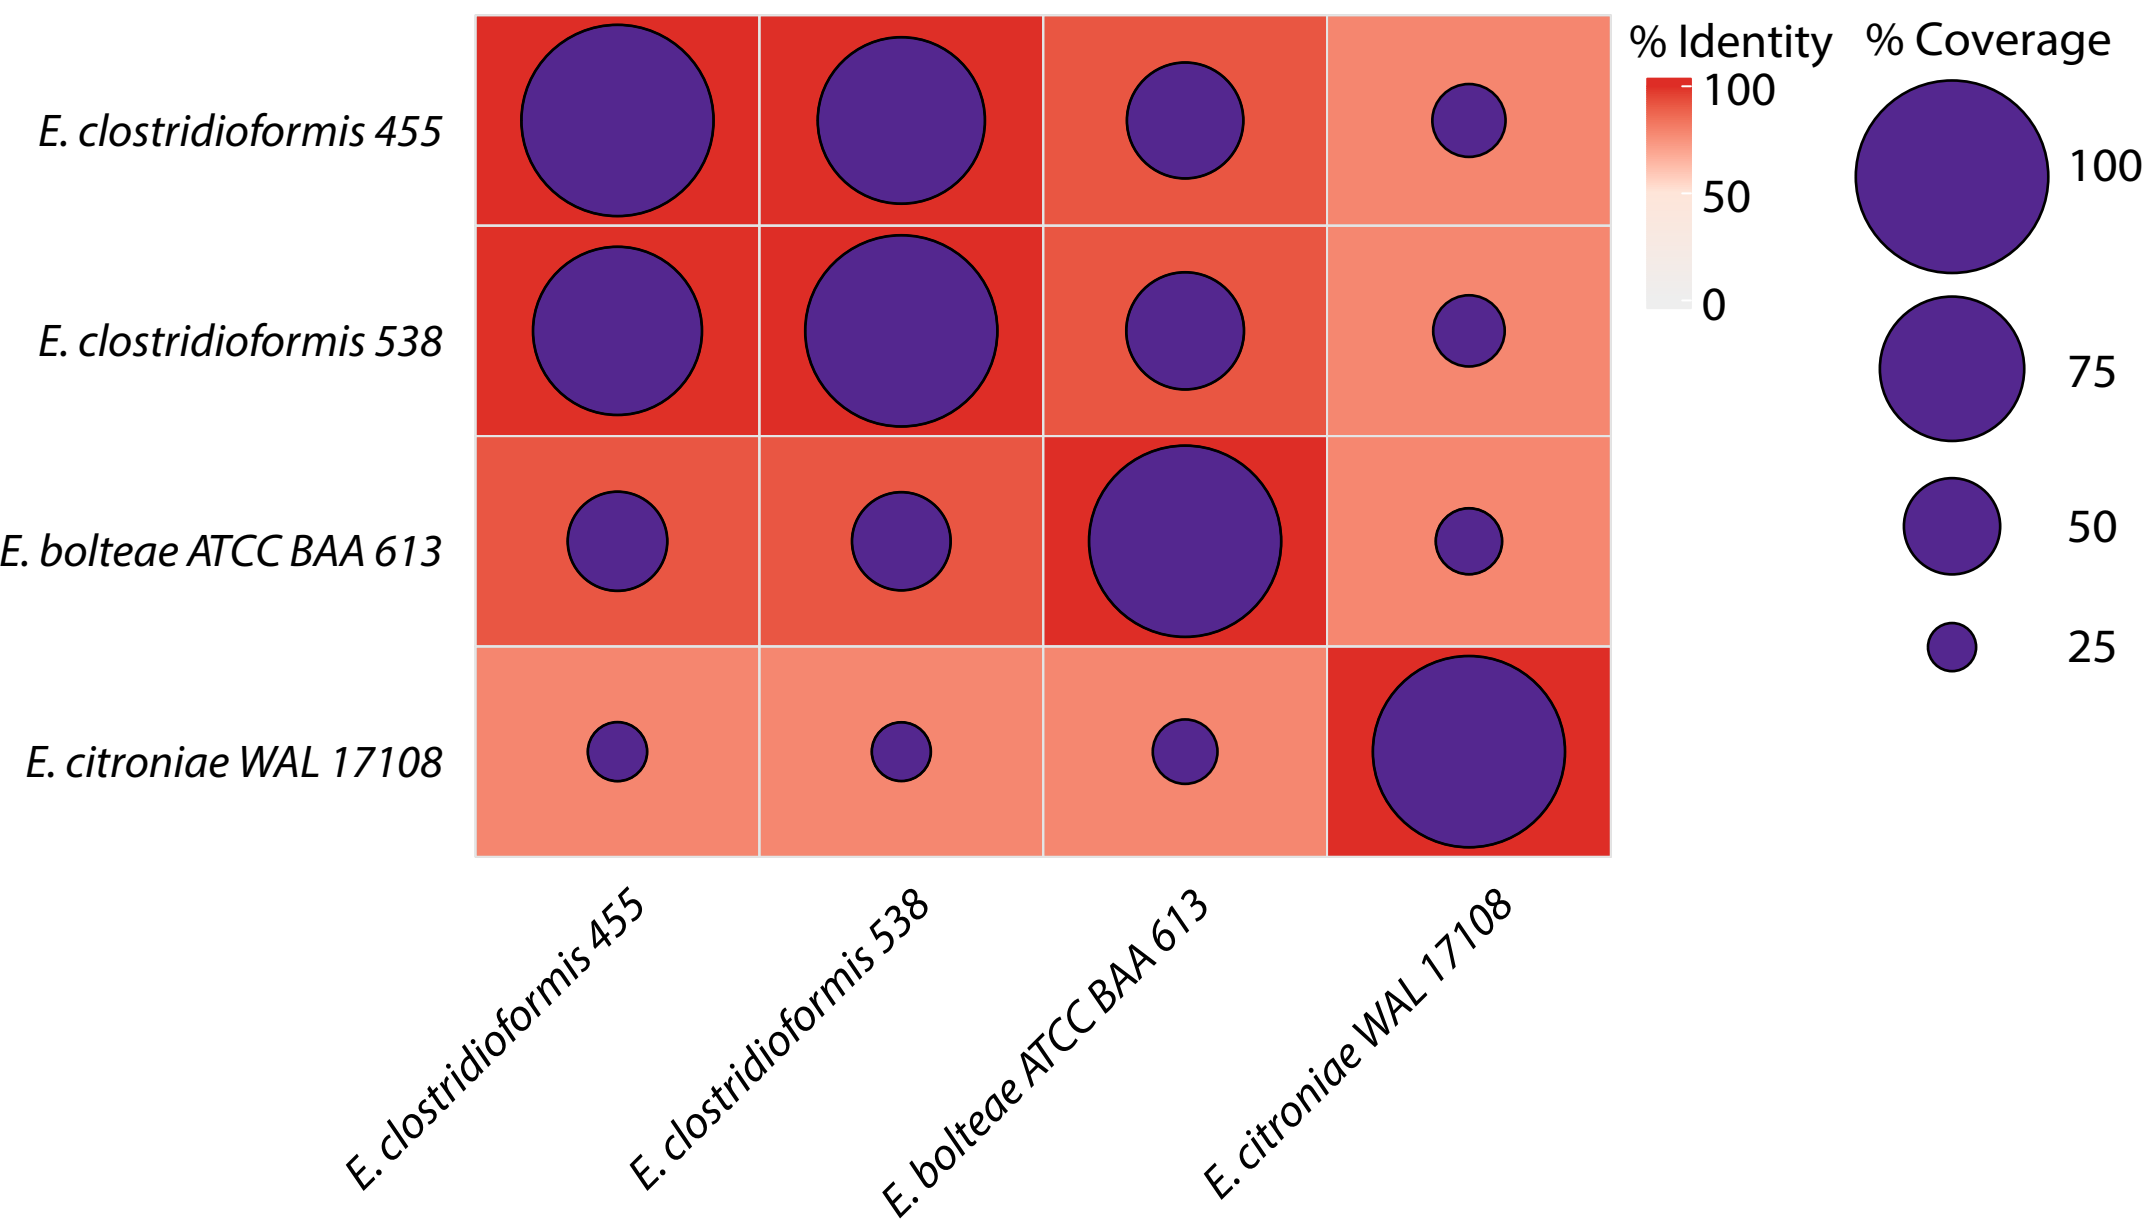 % Identity
100
50
0
% Coverage
100
75
50
25
E. clostridioformis 455
E. clostridioformis 538
E. bolteae ATCC BAA 613
E. citroniae WAL 17108
E. clostridioformis 455
E. clostridioformis 538
E. bolteae ATCC BAA 613
E. citroniae WAL 17108